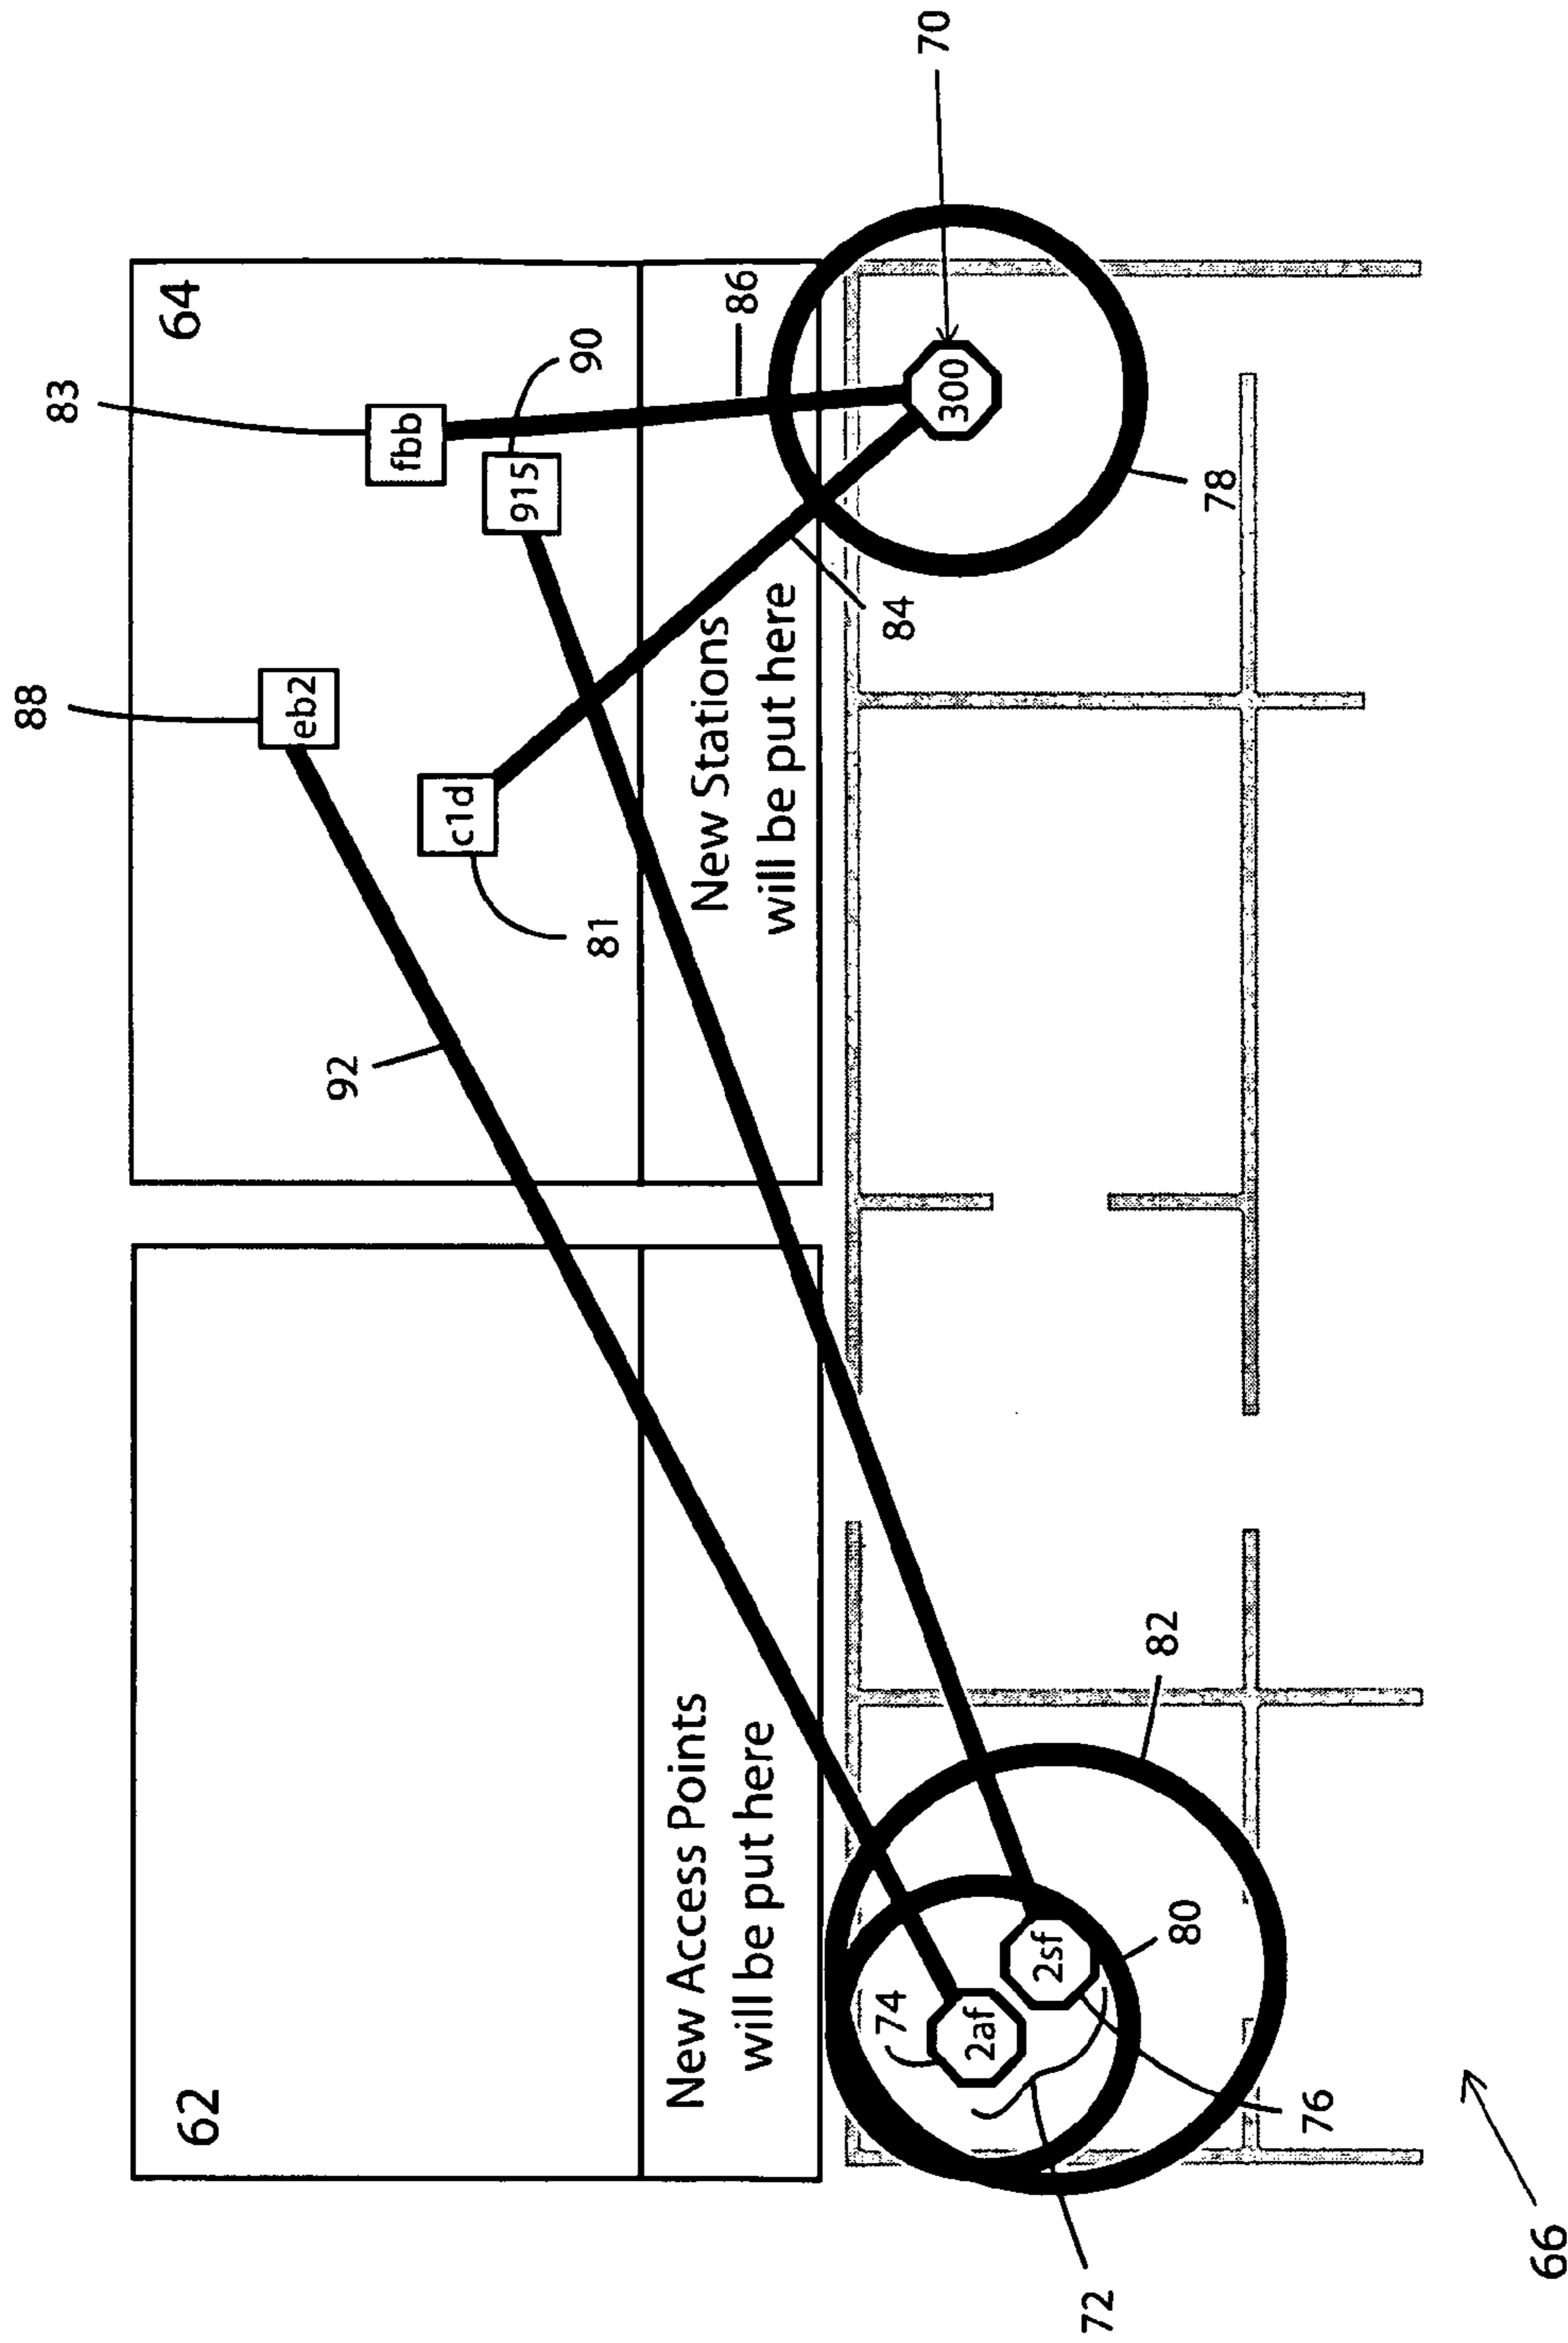 88
83
62
64
eb2
92
fbb
c1d
915
90
81
New Access Points
will be put here
New Stations
will be put here
86
74
84
70
300
2af
2sf
72
82
80
78
76
66